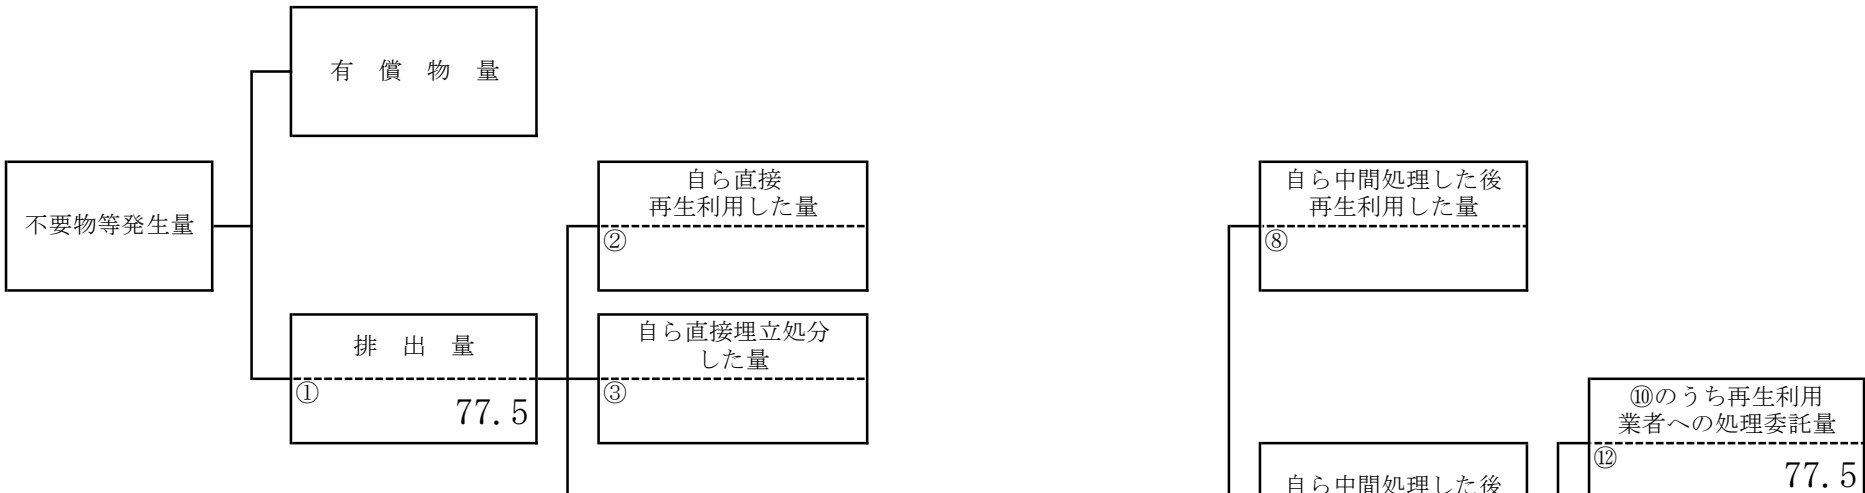 有　償　物　量
不要物等発生量
自ら直接
再生利用した量
②
自ら中間処理した後
再生利用した量
⑧
排　出　量
①
77.5
自ら直接埋立処分
した量
③
⑩のうち再生利用
業者への処理委託量
⑫
77.5
自ら中間処理した後